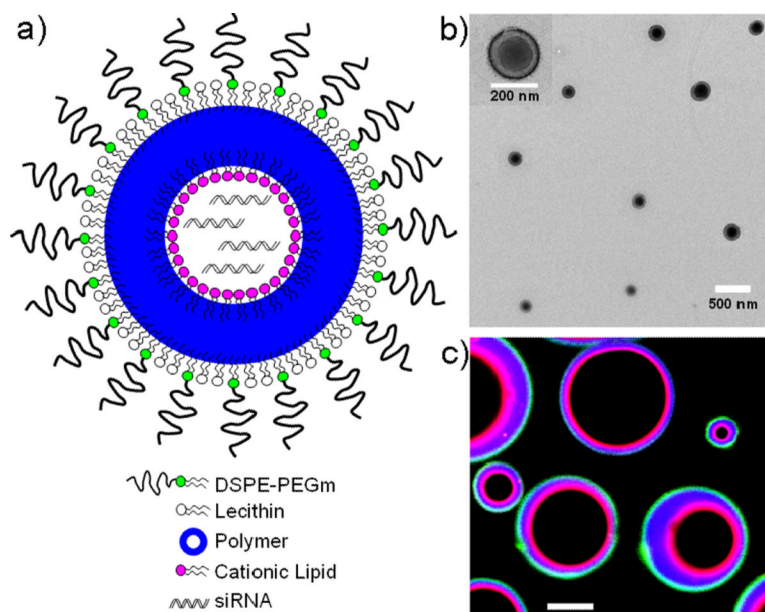 a)
DSPE-PEGm
Lecithin
Polymer
Cationic Lipid
siRNA
b)
200 nm
500 nm
c)